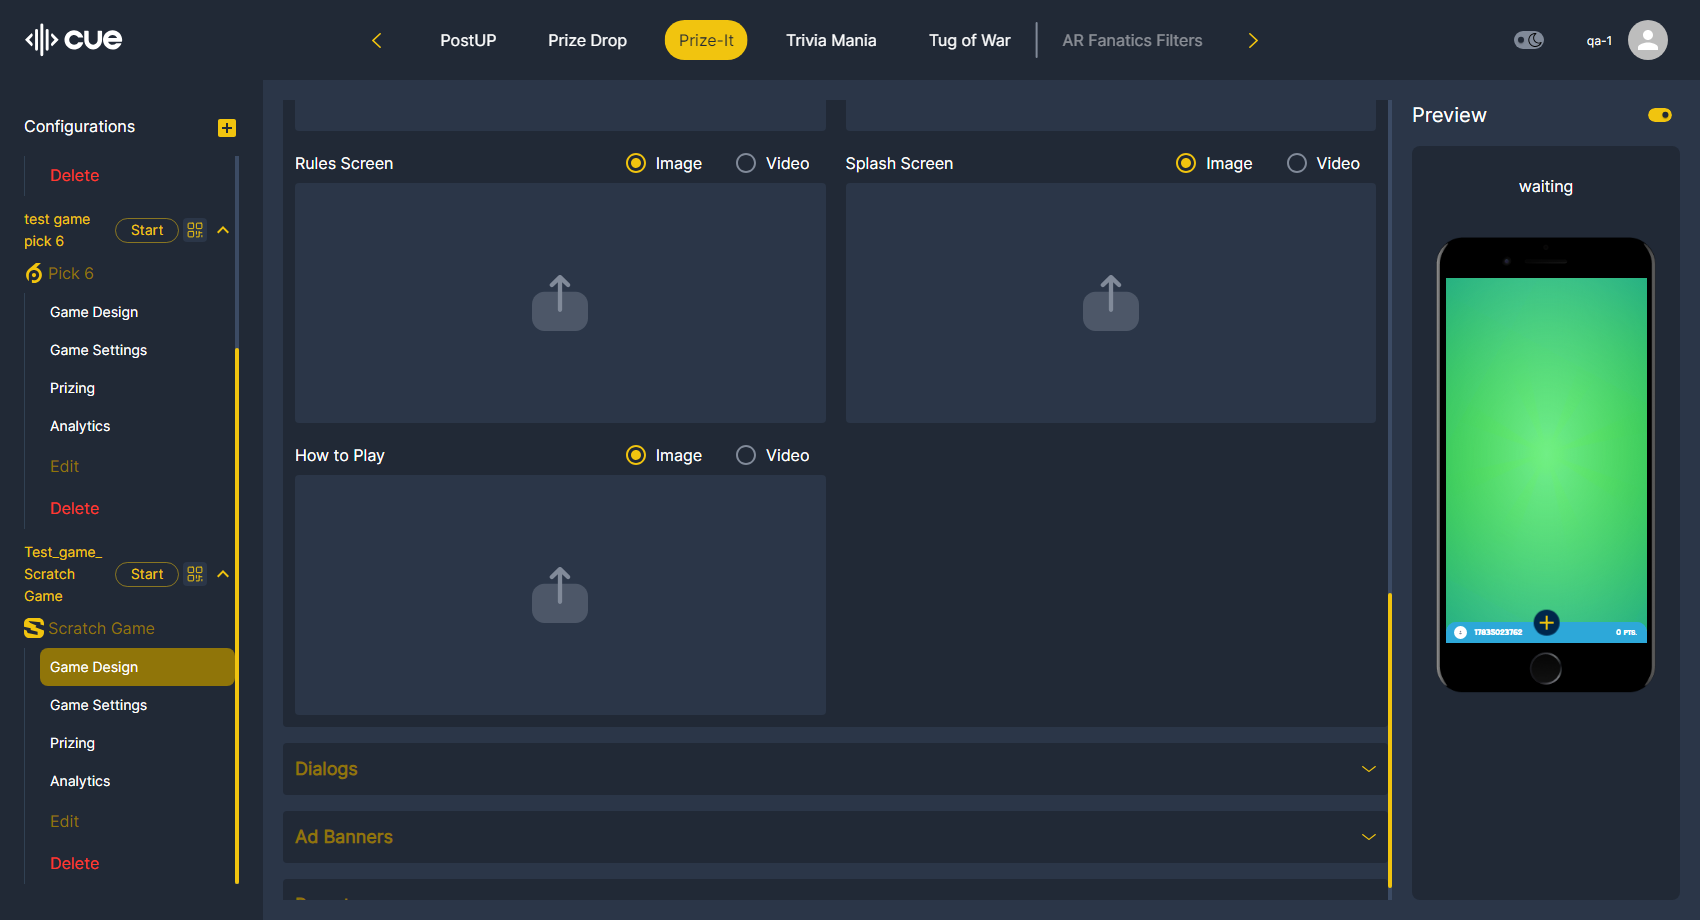 cue
PostUP
Prize Drop
Prize-It
Trivia Mania
Tug of War
AR Fanatics Filters
qa-1
Configurations
Delete
test game
pick 6
Start
Pick 6
Game Design
Game Settings
Prizing
Analytics
Edit
Delete
Test_game_
Scratch
Game
Start
Scratch Game
Game Design
Game Settings
Prizing
Analytics
Edit
Delete
Rules Screen
Image
Video
Splash Screen
Image
Video
How to Play
Image
Video
Dialogs
Ad Banners
Preview
waiting
17835023762
0 PTS.